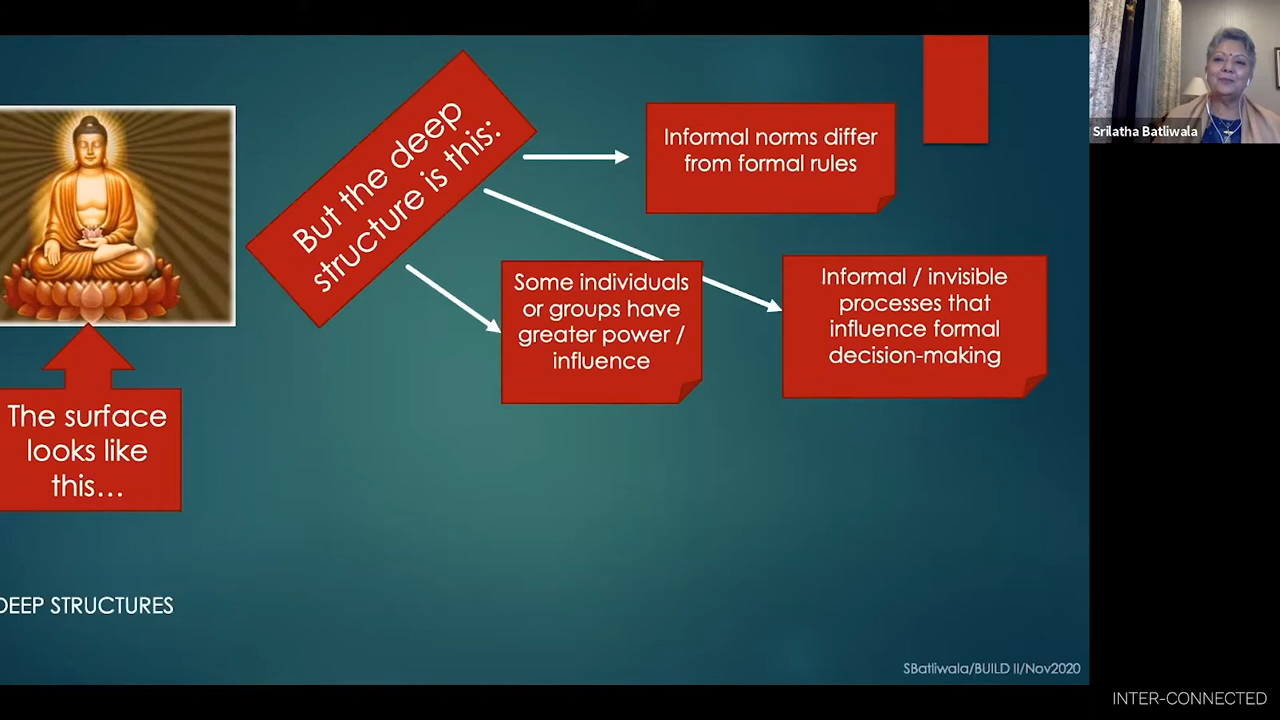 But the deep
structure is this:
Informal norms differ
from formal rules
Some individuals
or groups have
greater power /
influence
Informal / invisible
processes that
influence formal
decision-making
The surface
looks like
this...
DEEP STRUCTURES
SBatliwala/BUILD II/Nov2020
Srilatha Batliwala
INTER-CONNECTED